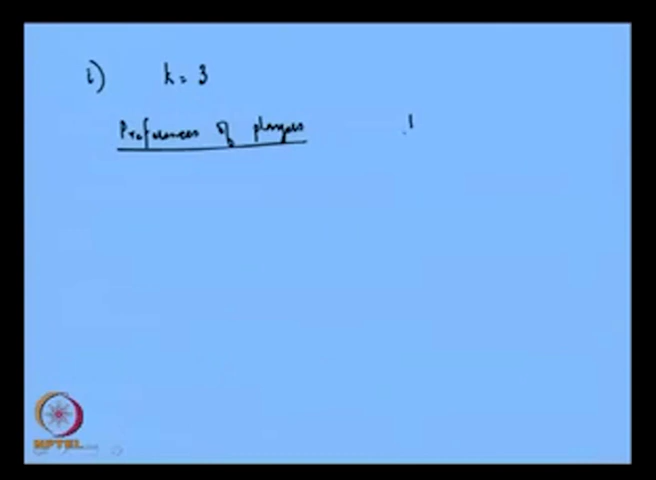 i) k = 3
Preferences of players
NPTEL